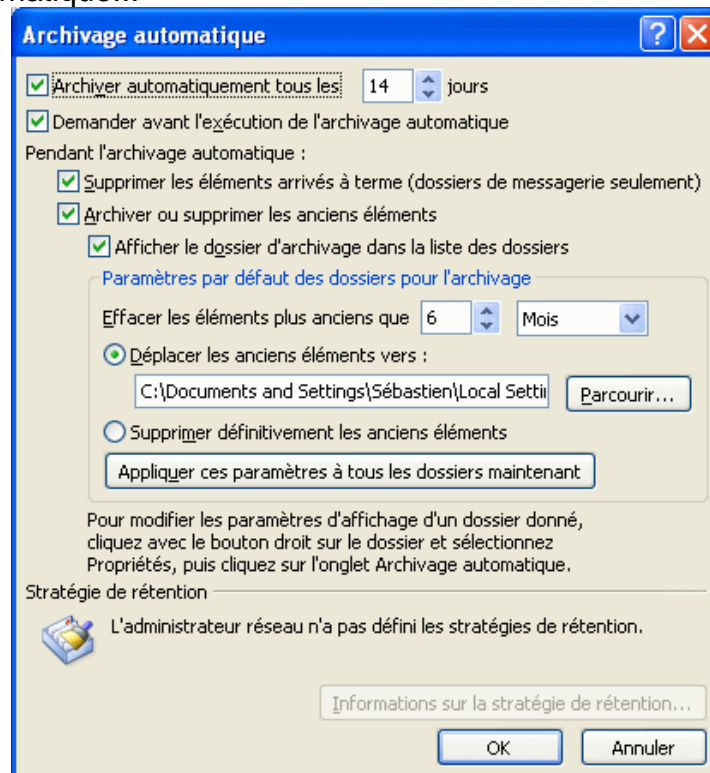 matique...
Archivage automatique
Archiver automatiquement tous les 14 jours
Demander avant l'exécution de l'archivage automatique
Pendant l'archivage automatique :
Supprimer les éléments arrivés à terme (dossiers de messagerie seulement)
Archiver ou supprimer les anciens éléments
Afficher le dossier d'archivage dans la liste des dossiers
Paramètres par défaut des dossiers pour l'archivage
Effacer les éléments plus anciens que 6 Mois
Déplacer les anciens éléments vers :
C:\Documents and Settings\Sébastien\Local Settin Parcourir...
Supprimer définitivement les anciens éléments
Appliquer ces paramètres à tous les dossiers maintenant
Pour modifier les paramètres d'affichage d'un dossier donné,
cliquez avec le bouton droit sur le dossier et sélectionnez
Propriétés, puis cliquez sur l'onglet Archivage automatique.
Stratégie de rétention
L'administrateur réseau n'a pas défini les stratégies de rétention.
Informations sur la stratégie de rétention...
OK Annuler